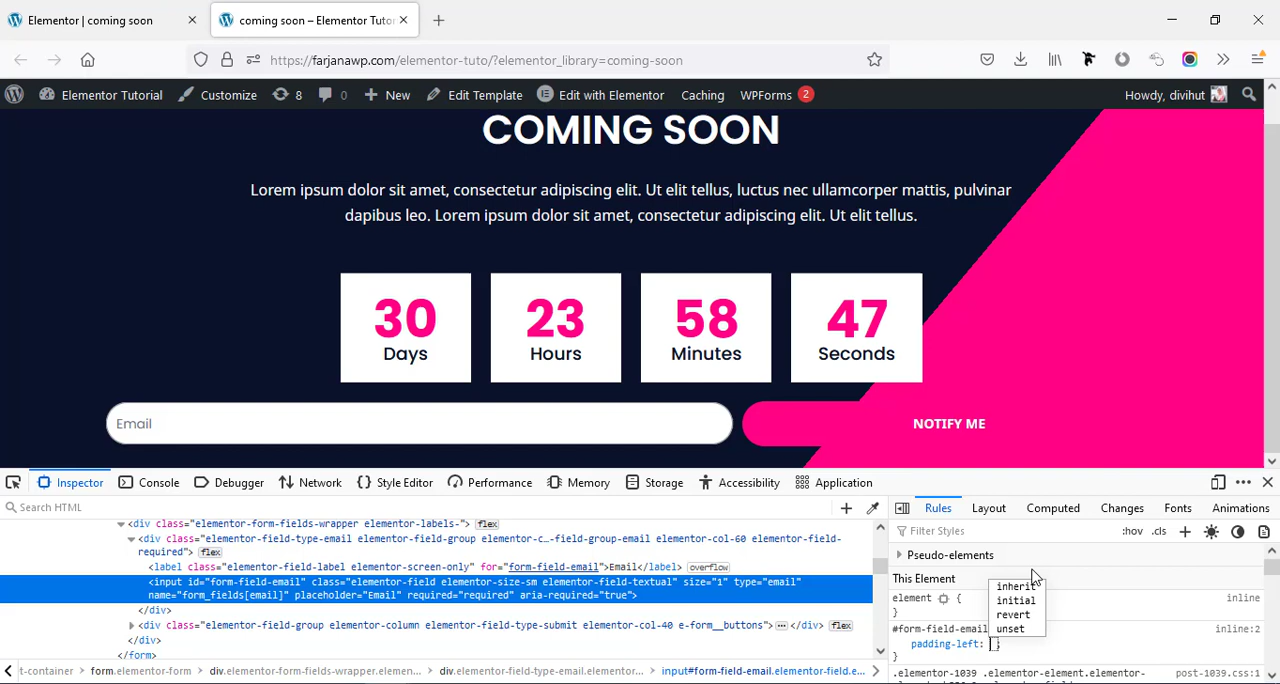 Elementor | coming soon
coming soon – Elementor Tutor
https://farjanawp.com/elementor-tuto/?elementor_library=coming-soon
Elementor Tutorial Customize 8 0 New Edit Template Edit with Elementor Caching WPForms 2 Howdy, divihut
COMING SOON
Lorem ipsum dolor sit amet, consectetur adipiscing elit. Ut elit tellus, luctus nec ullamcorper mattis, pulvinar
dapibus leo. Lorem ipsum dolor sit amet, consectetur adipiscing elit. Ut elit tellus.
30 23 58 47
Days Hours Minutes Seconds
Email NOTIFY ME
Inspector Console Debugger Network Style Editor Performance Memory Storage Accessibility Application
Search HTML
Rules Layout Computed Changes Fonts Animations
<div class="elementor-form-fields-wrapper elementor-labels-"> flex
<div class="elementor-field-type-email elementor-field-group elementor-c…-field-group-email elementor-col-60 elementor-field-
required"> flex
<label class="elementor-field-label elementor-screen-only" for="form-field-email">Email</label> overflow
<input id="form-field-email" class="elementor-field elementor-size-sm elementor-field-textual" size="1" type="email"
name="form_fields[email]" placeholder="Email" required="required" aria-required="true">
</div>
<div class="elementor-field-group elementor-column elementor-field-type-submit elementor-col-40 e-form__buttons"> ••• </div> flex
</div>
</form>
t-container form.elementor-form div.elementor-form-fields-wrapper.elemen… div.elementor-field-type-email.elementor… input#form-field-email.elementor-field.e…
Filter Styles :hov .cls
Pseudo-elements
This Element
element { inline
}
#form-field-email inline:2
padding-left: ;
}
inherit
initial
revert
unset
.elementor-1039 .elementor-element.elementor- post-1039.css:1